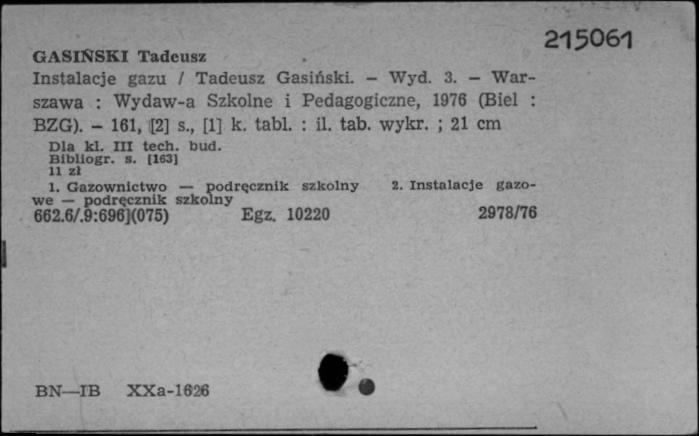 215061
GASIŃSKI Tadeusz
Instalacje gazu / Tadeusz Gasiński. — Wyd. 3. — War-
szawa : Wydaw-a Szkolne i Pedagogiczne, 1976 (Biel :
BZG). — 161, [2] s., [1] k. tabl. : il. tab. wykr. ; 21 cm
Dla kl. III tech. bud.
Bibliogr. s. [163]
11 zł
1. Gazownictwo — podręcznik szkolny 2. Instalacje gazo-
we — podręcznik szkolny
662.6/.9:696](075) Egz. 10220 2978/76
BN—IB XXa-1626